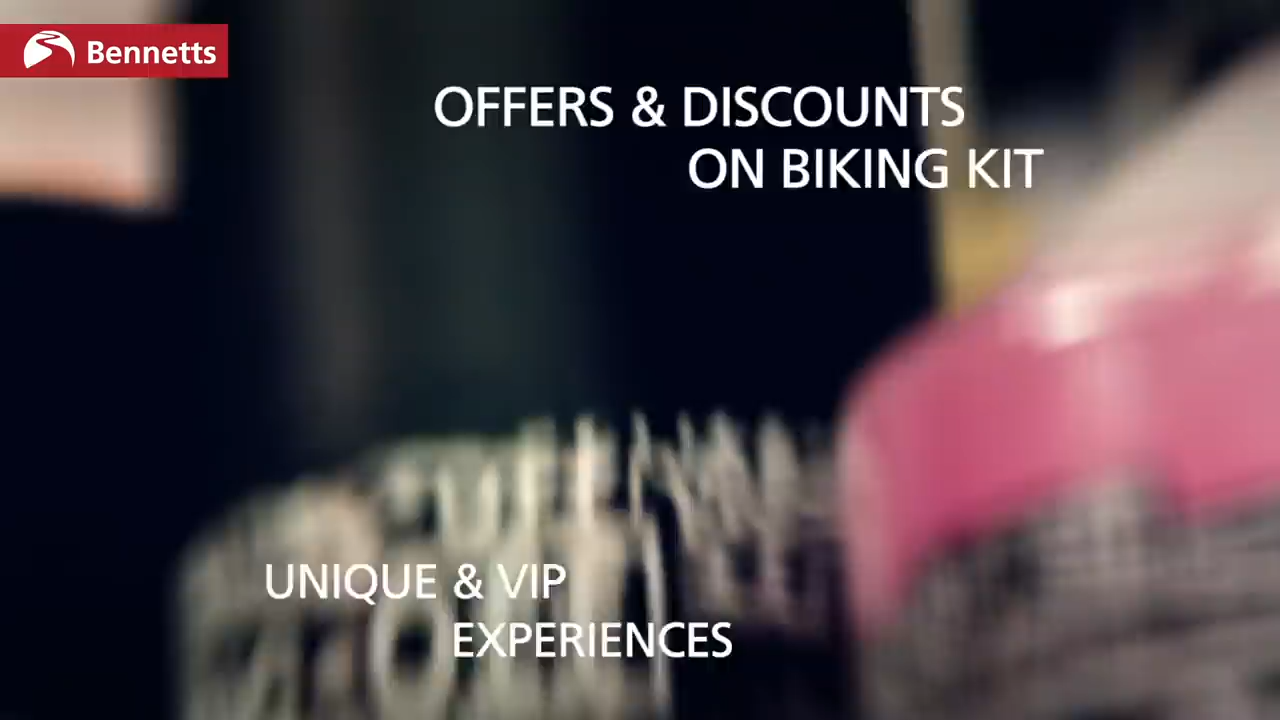 Bennetts
OFFERS & DISCOUNTS
ON BIKING KIT
UNIQUE & VIP
EXPERIENCES